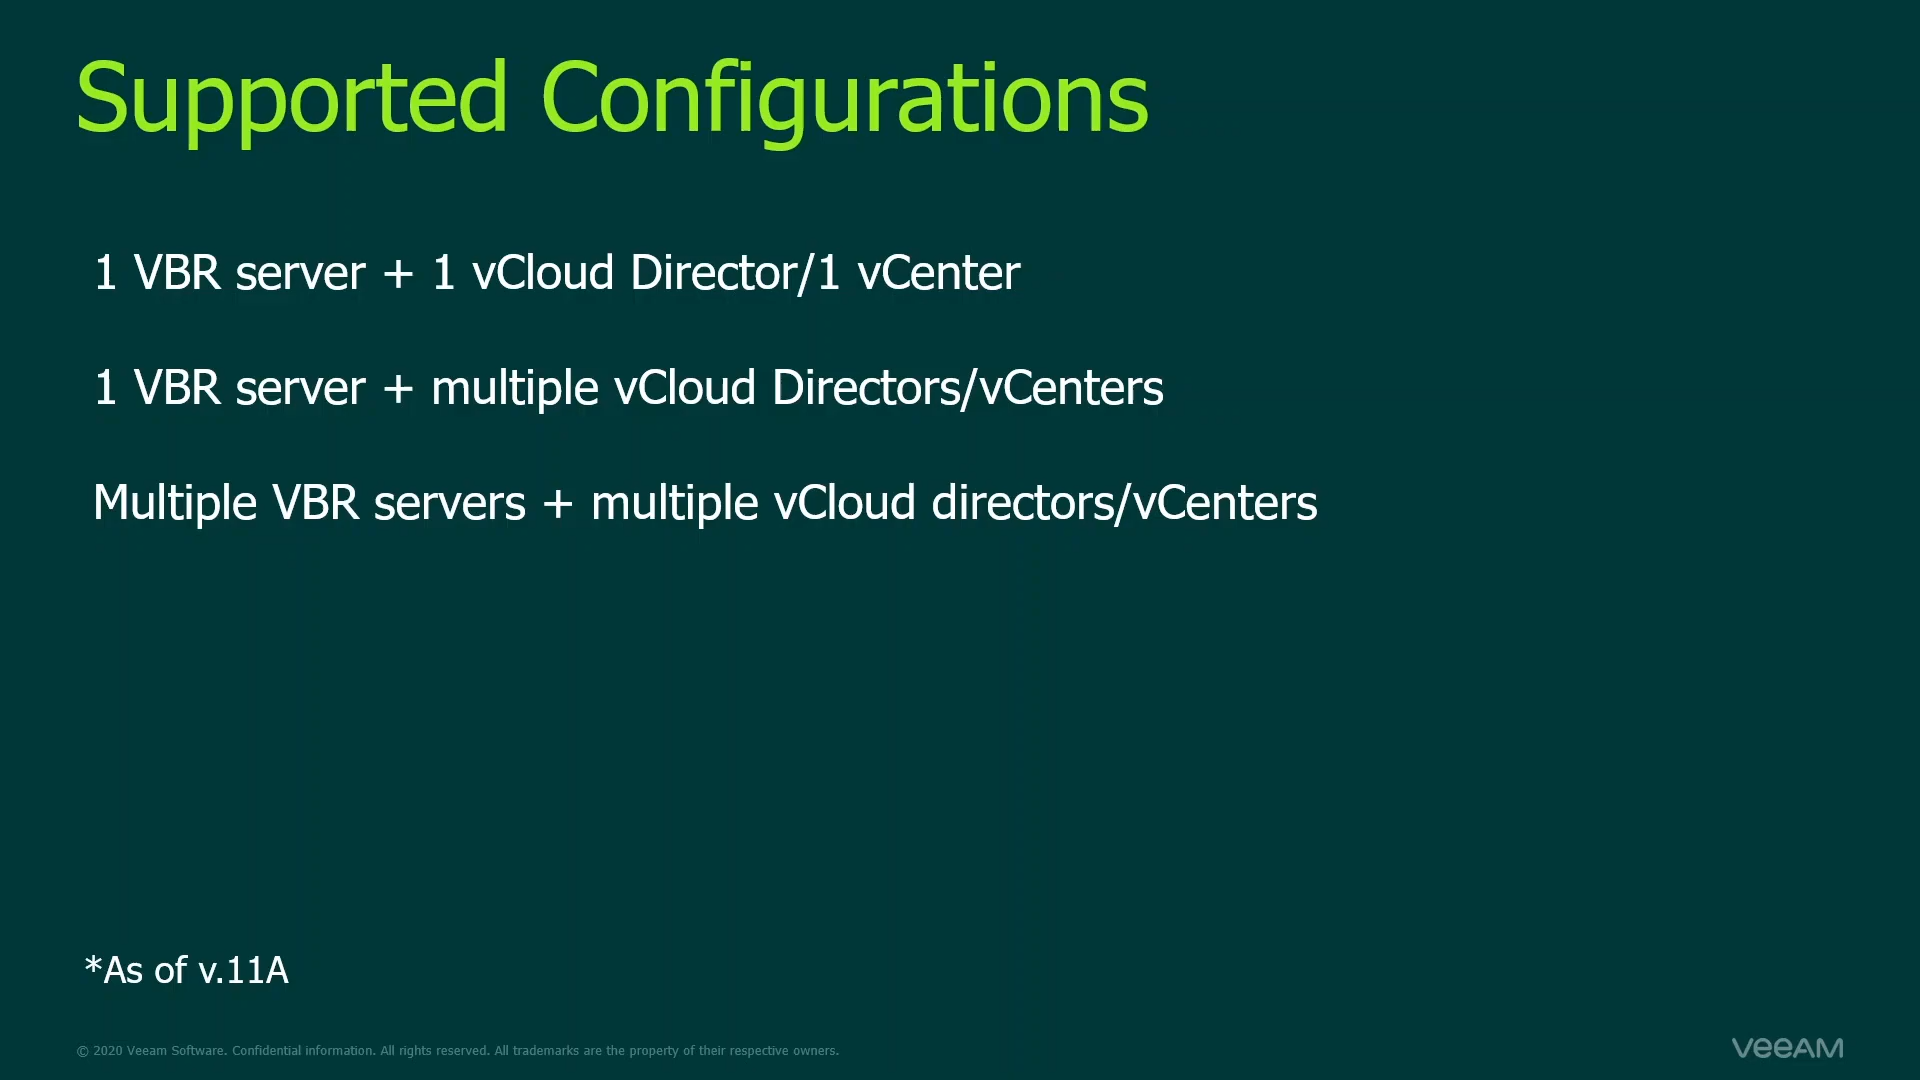 Supported Configurations
1 VBR server + 1 vCloud Director/1 vCenter
1 VBR server + multiple vCloud Directors/vCenters
Multiple VBR servers + multiple vCloud directors/vCenters
*As of v.11A
© 2020 Veeam Software. Confidential information. All rights reserved. All trademarks are the property of their respective owners.
veeam